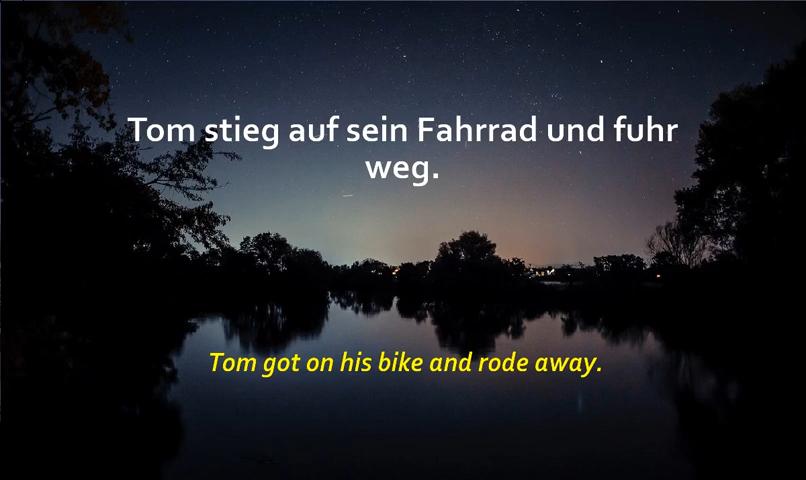 Tom stieg auf sein Fahrrad und fuhr
weg.
Tom got on his bike and rode away.